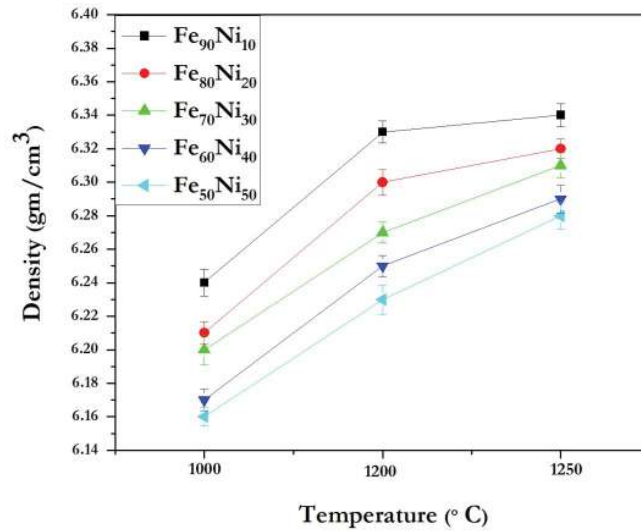 6.40
6.38
6.36
6.34
6.32
6.30
6.28
6.26
6.24
6.22
6.20
6.18
6.16
6.14
Density (gm/cm³)
Fe₉₀Ni₁₀
Fe₈₀Ni₂₀
Fe₇₀Ni₃₀
Fe₆₀Ni₄₀
Fe₅₀Ni₅₀
1000 1200 1250
Temperature (° C)